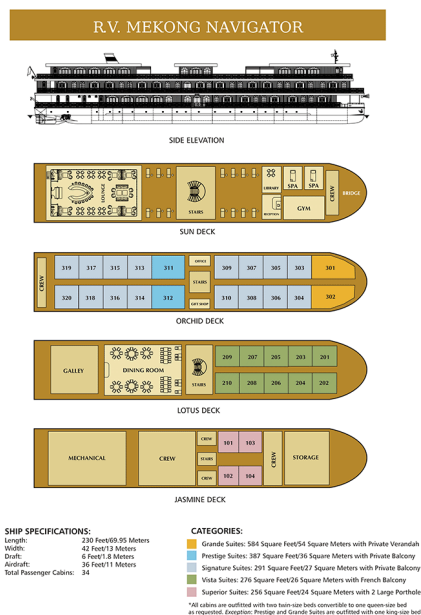 R.V. MEKONG NAVIGATOR
SIDE ELEVATION
LOUNGE
STAIRS
LIBRARY
RECEPTION
SPA SPA
GYM
CREW
BRIDGE
SUN DECK
CREW
319 317 315 313 311
320 318 316 314 312
OFFICE
STAIRS
GIFT SHOP
309 307 305 303 301
310 308 306 304 302
ORCHID DECK
GALLEY
DINING ROOM
STAIRS
209 207 205 203 201
210 208 206 204 202
LOTUS DECK
MECHANICAL
CREW
CREW
STAIRS
CREW
101 103
102 104
CREW
STORAGE
JASMINE DECK
SHIP SPECIFICATIONS:
Length: 230 Feet/69.95 Meters
Width: 42 Feet/13 Meters
Draft: 6 Feet/1.8 Meters
Airdraft: 36 Feet/11 Meters
Total Passenger Cabins: 34
CATEGORIES:
Grande Suites: 584 Square Feet/54 Square Meters with Private Verandah
Prestige Suites: 387 Square Feet/36 Square Meters with Private Balcony
Signature Suites: 291 Square Feet/27 Square Meters with Private Balcony
Vista Suites: 276 Square Feet/26 Square Meters with French Balcony
Superior Suites: 256 Square Feet/24 Square Meters with 2 Large Portholes
*All cabins are outfitted with two twin-size beds convertible to one queen-size bed
as requested. Exception: Prestige and Grande Suites are outfitted with one king-size bed